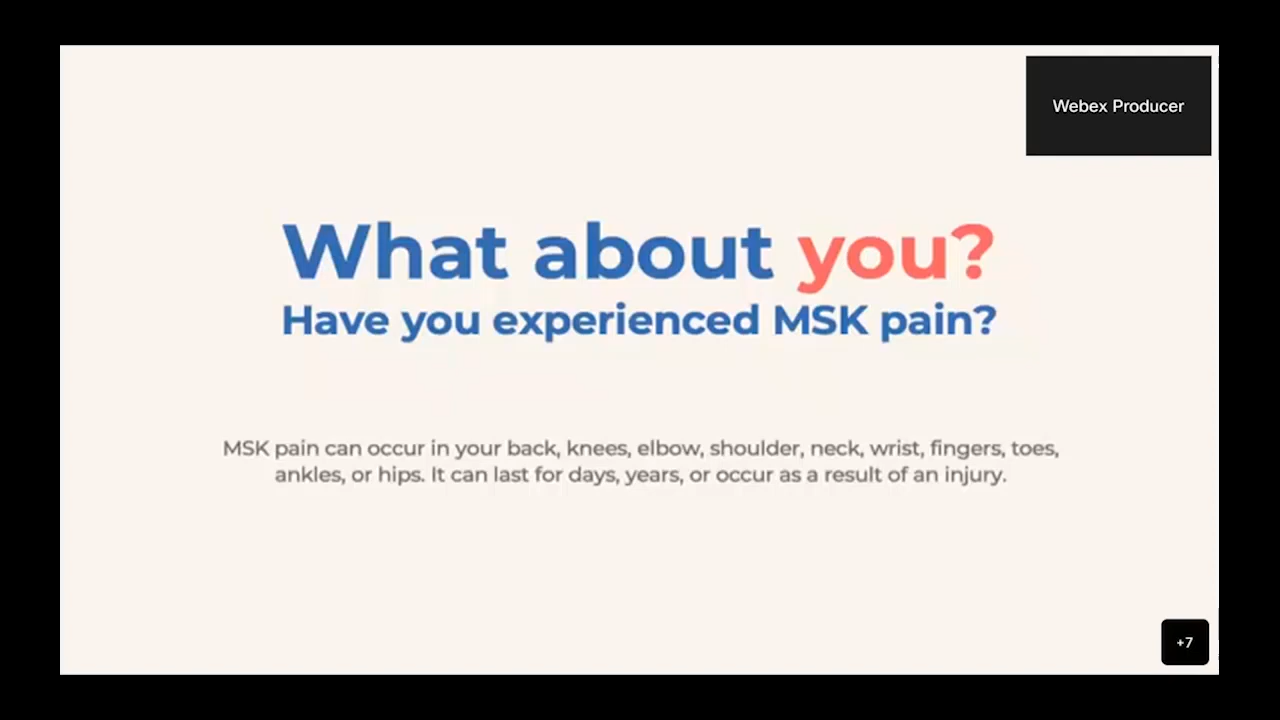 Webex Producer
What about you?
Have you experienced MSK pain?
MSK pain can occur in your back, knees, elbow, shoulder, neck, wrist, fingers, toes,
ankles, or hips. It can last for days, years, or occur as a result of an injury.
+7